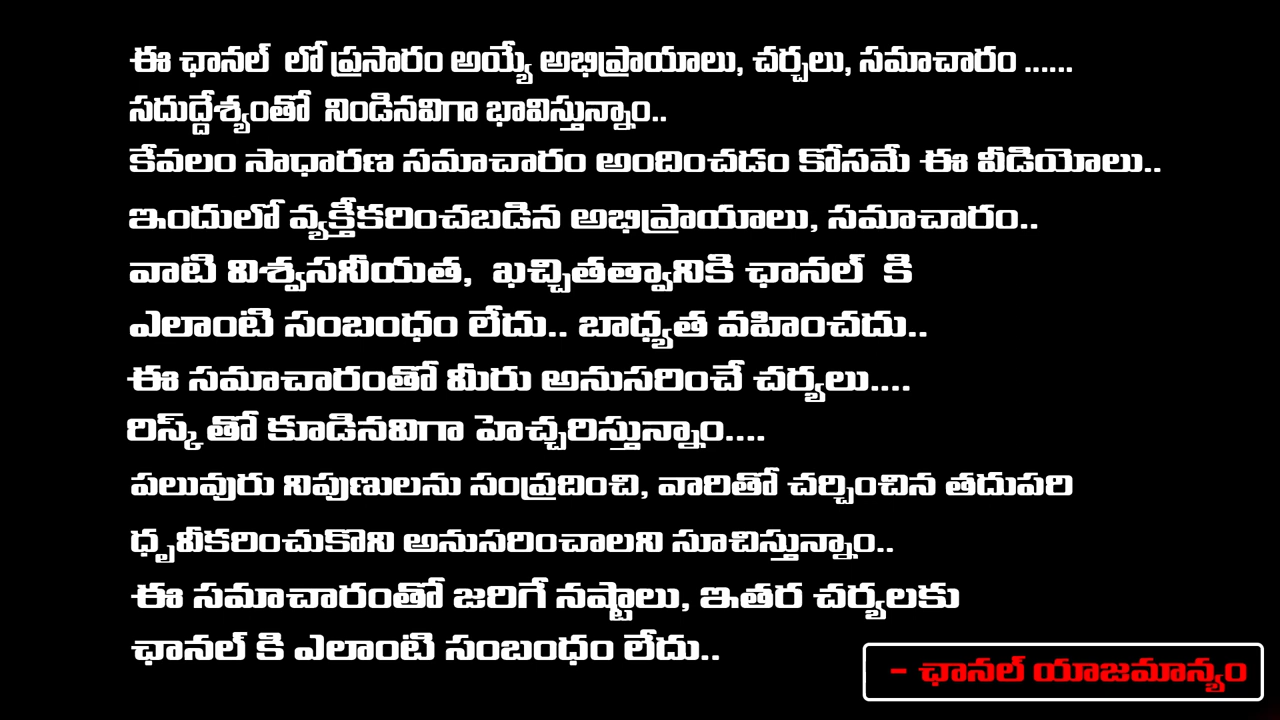 ఈ ఛానల్ లో ప్రసారం అయ్యే అభిప్రాయాలు, చర్చలు, సమాచారం ......
సదుద్దేశ్యంతో నిండినవిగా భావిస్తున్నాం..
కేవలం సాధారణ సమాచారం అందించడం కోసమే ఈ వీడియోలు..
ఇందులో వ్యక్తీకరించబడిన అభిప్రాయాలు, సమాచారం..
వాటి విశ్వసనీయత, ఖచ్చితత్వానికి ఛానల్ కి
ఎలాంటి సంబంధం లేదు.. బాధ్యత వహించదు..
ఈ సమాచారంతో మీరు అనుసరించే చర్యలు....
రిస్క్ తో కూడినవిగా హెచ్చరిస్తున్నాం....
పలువురు నిపుణులను సంప్రదించి, వారితో చర్చించిన తదుపరి
ధృవీకరించుకొని అనుసరించాలని సూచిస్తున్నాం..
ఈ సమాచారంతో జరిగే నష్టాలు, ఇతర చర్యలకు
ఛానల్ కి ఎలాంటి సంబంధం లేదు..
- ఛానల్ యాజమాన్యం